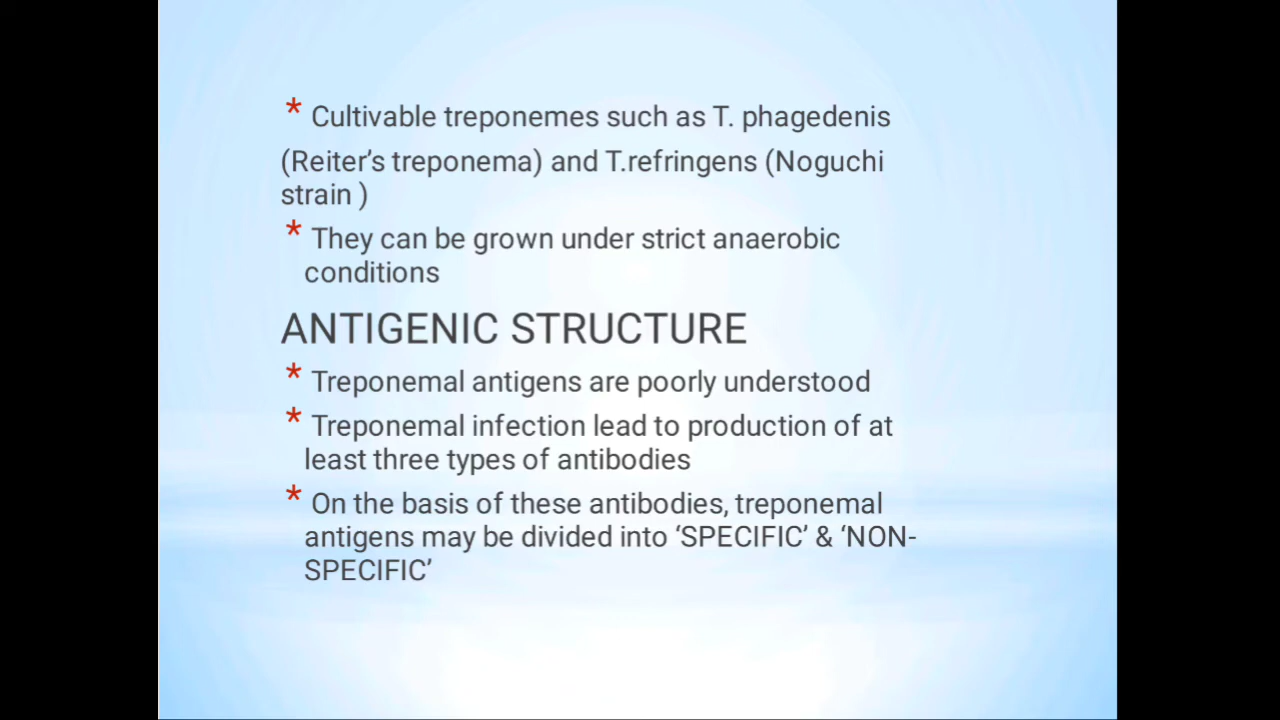 * Cultivable treponemes such as T. phagedenis
(Reiter’s treponema) and T.refringens (Noguchi
strain )
* They can be grown under strict anaerobic
conditions
ANTIGENIC STRUCTURE
* Treponemal antigens are poorly understood
* Treponemal infection lead to production of at
least three types of antibodies
* On the basis of these antibodies, treponemal
antigens may be divided into ‘SPECIFIC’ & ‘NON-
SPECIFIC’